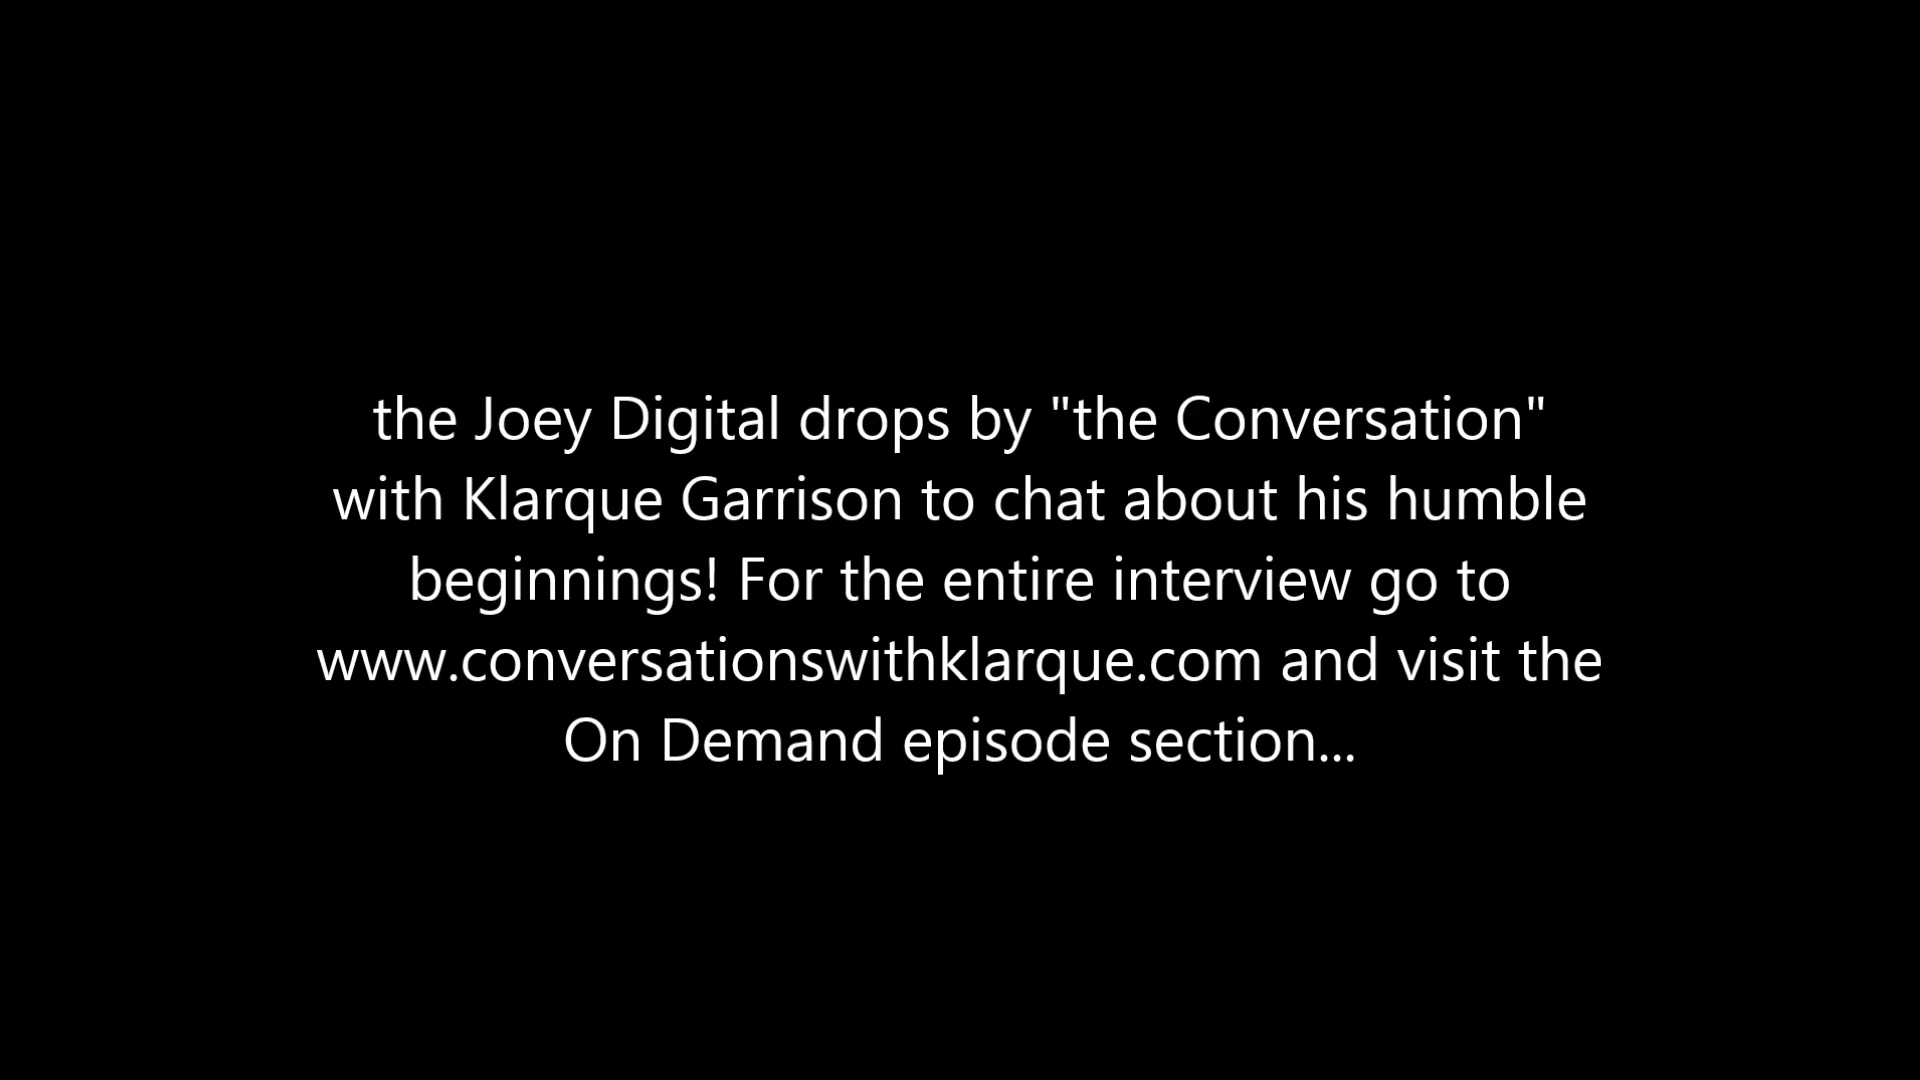 the Joey Digital drops by "the Conversation"
with Klarque Garrison to chat about his humble
beginnings! For the entire interview go to
www.conversationswithklarque.com and visit the
On Demand episode section...